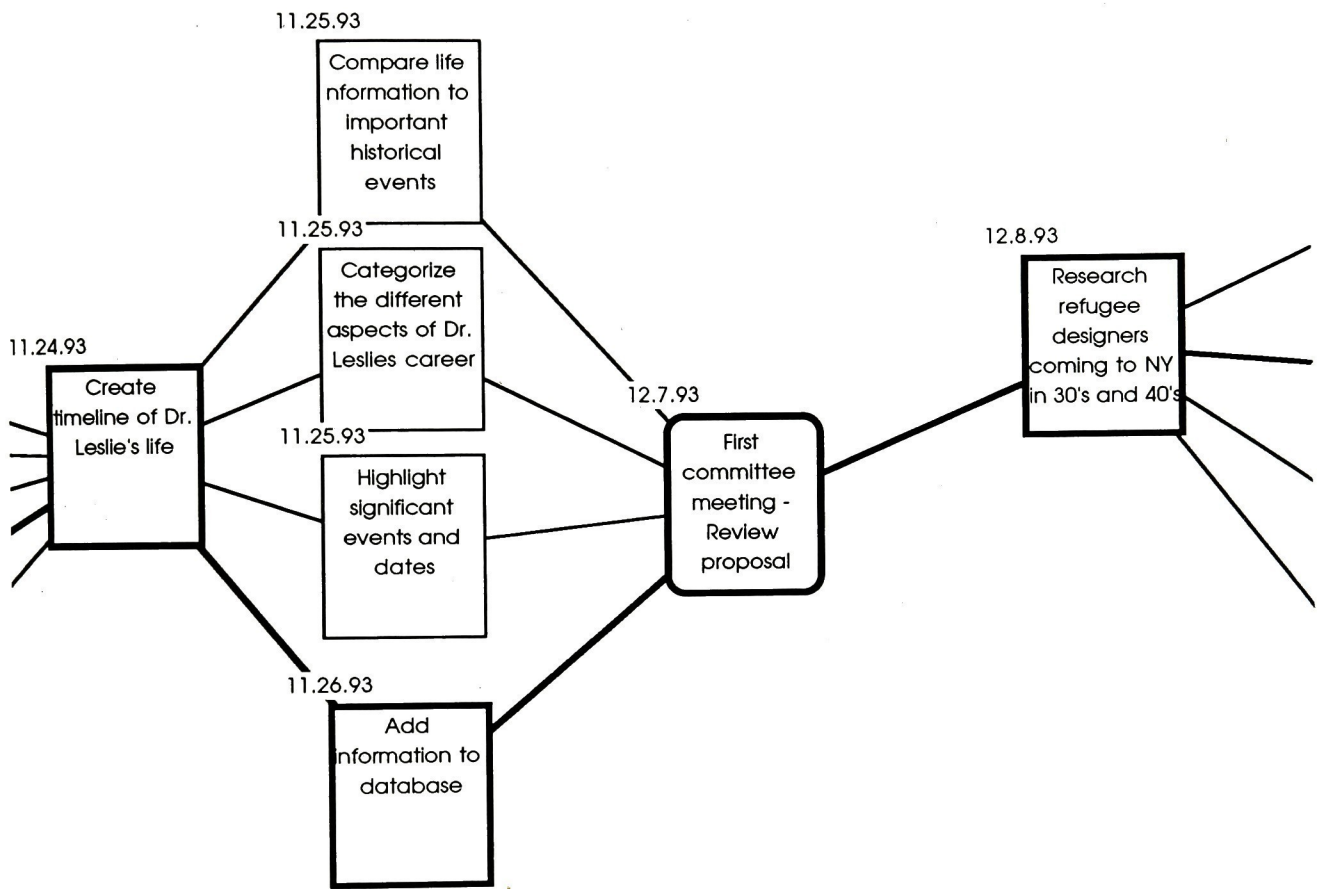 11.25.93
Compare life
nformation to
important
historical
events
11.25.93
Categorize
the different
aspects of Dr.
Leslies career
11.24.93
Create
timeline of Dr.
Leslie's life
11.25.93
Highlight
significant
events and
dates
11.26.93
Add
information to
database
12.7.93
First
committee
meeting -
Review
proposal
12.8.93
Research
refugee
designers
coming to NY
in 30's and 40's